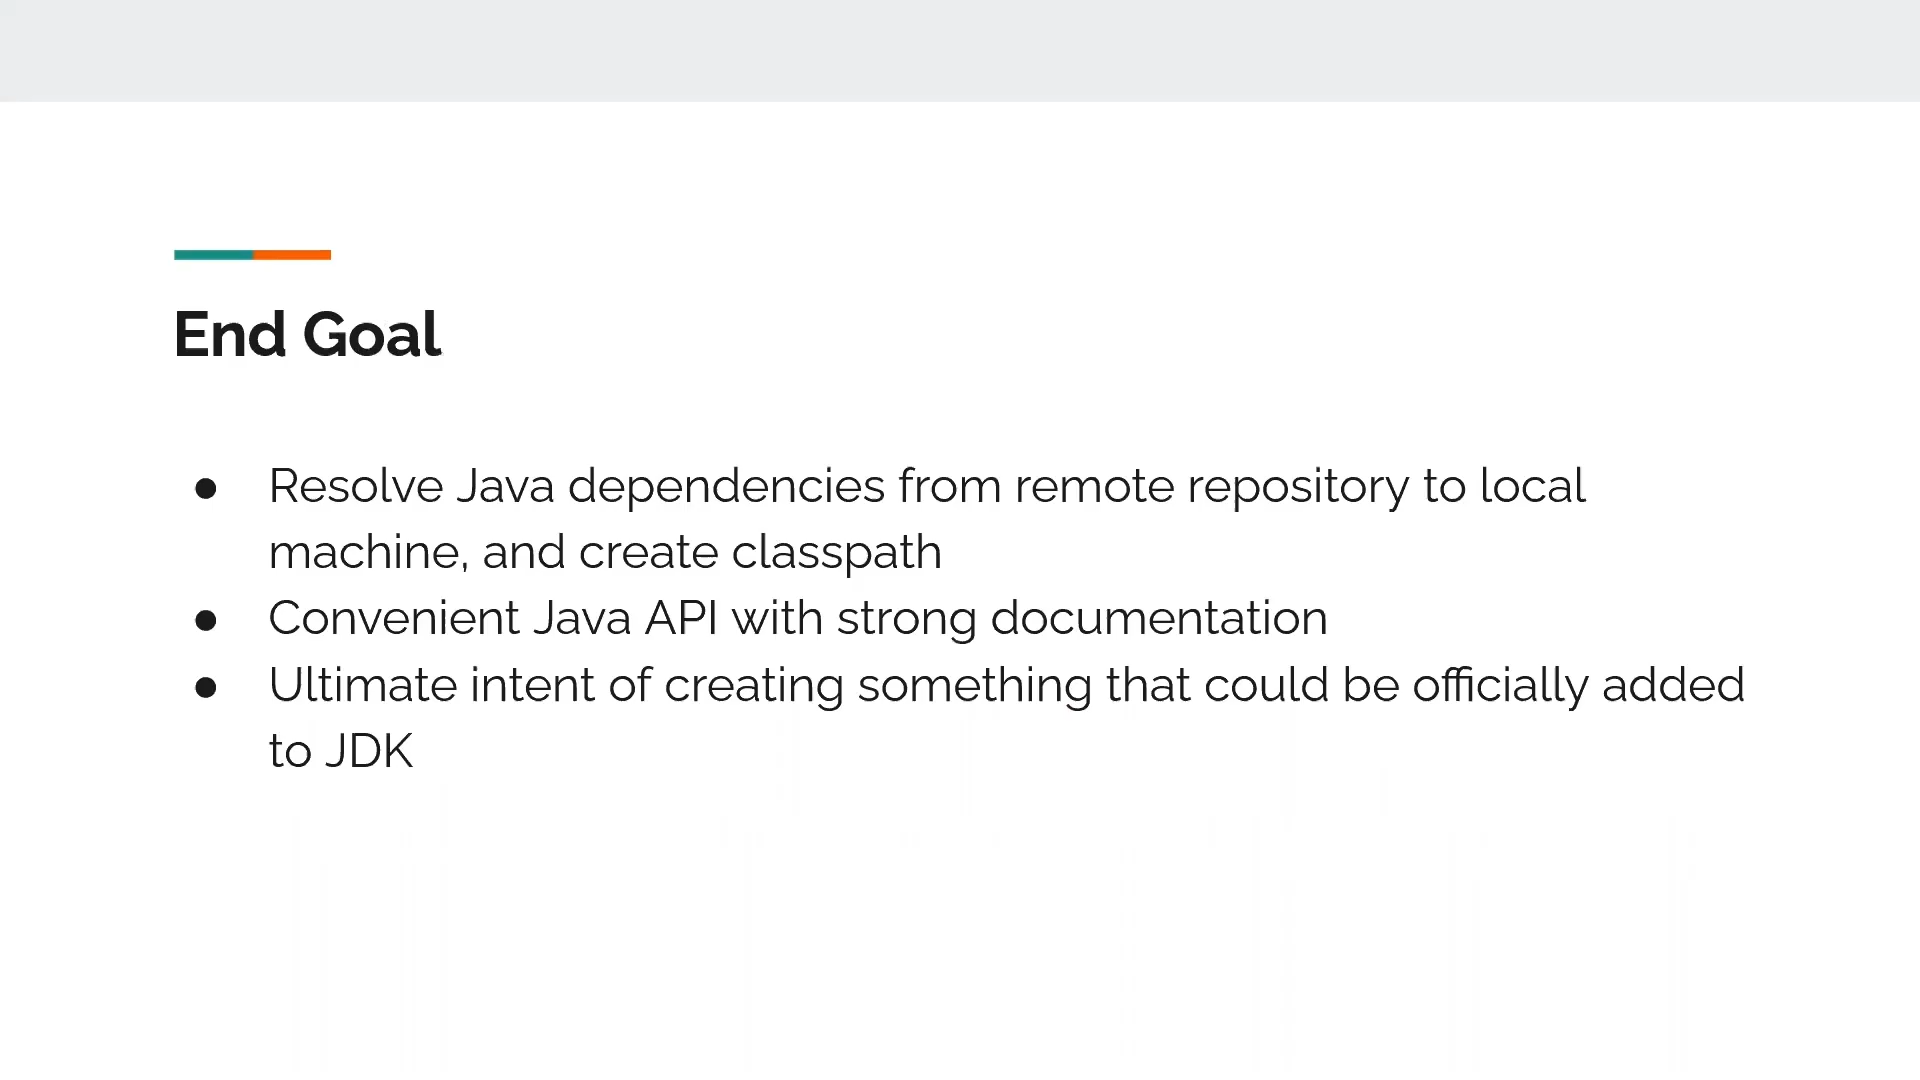 End Goal
● Resolve Java dependencies from remote repository to local
machine, and create classpath
● Convenient Java API with strong documentation
● Ultimate intent of creating something that could be officially added
to JDK